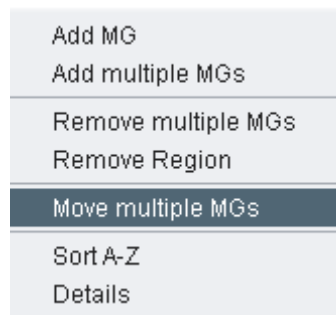 Add MG
Add multiple MGs
Remove multiple MGs
Remove Region
Move multiple MGs
Sort A-Z
Details